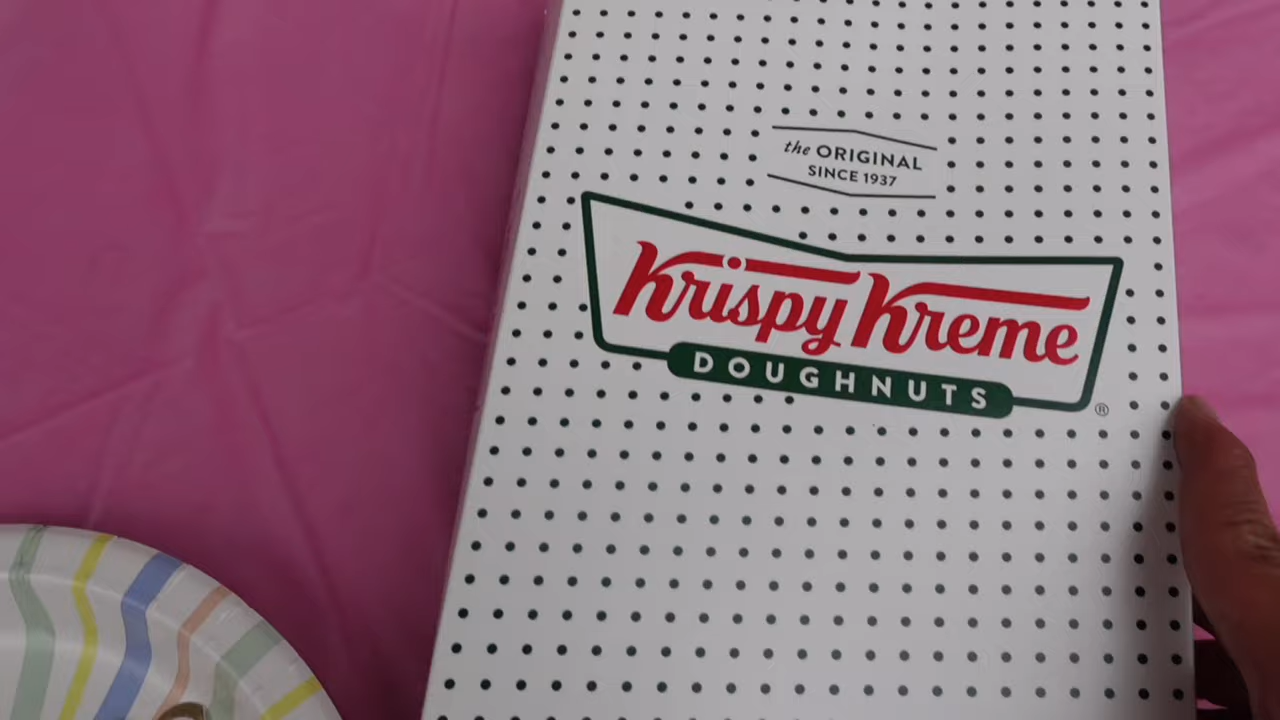 the ORIGINAL
SINCE 1937
Krispy Kreme
DOUGHNUTS
®